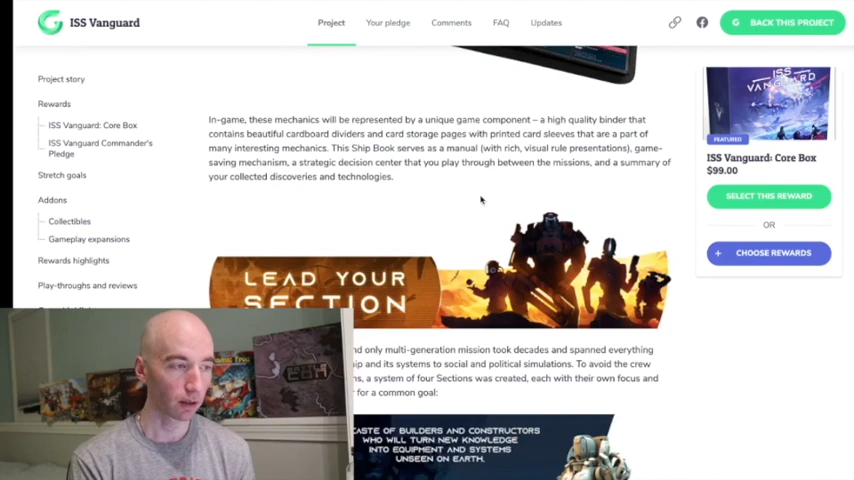 ISS Vanguard
Project
Your pledge
Comments
FAQ
Updates
G BACK THIS PROJECT
Project story
Rewards
ISS Vanguard: Core Box
ISS Vanguard Commander's
Pledge
Stretch goals
Addons
Collectibles
Gameplay expansions
Rewards highlights
Play-throughs and reviews
In-game, these mechanics will be represented by a unique game component – a high quality binder that
contains beautiful cardboard dividers and card storage pages with printed card sleeves that are a part of
many interesting mechanics. This Ship Book serves as a manual (with rich, visual rule presentations), game-
saving mechanism, a strategic decision center that you play through between the missions, and a summary of
your collected discoveries and technologies.
LEAD YOUR
SECTION
nd only multi-generation mission took decades and spanned everything
ip and its systems to social and political simulations. To avoid the crew
ns, a system of four Sections was created, each with their own focus and
r for a common goal:
CASTE OF BUILDERS AND CONSTRUCTORS
WHO WILL TURN NEW KNOWLEDGE
INTO EQUIPMENT AND SYSTEMS
UNSEEN ON EARTH.
ISS
VANGUARD
FEATURED
ISS Vanguard: Core Box
$99.00
SELECT THIS REWARD
OR
+ CHOOSE REWARDS